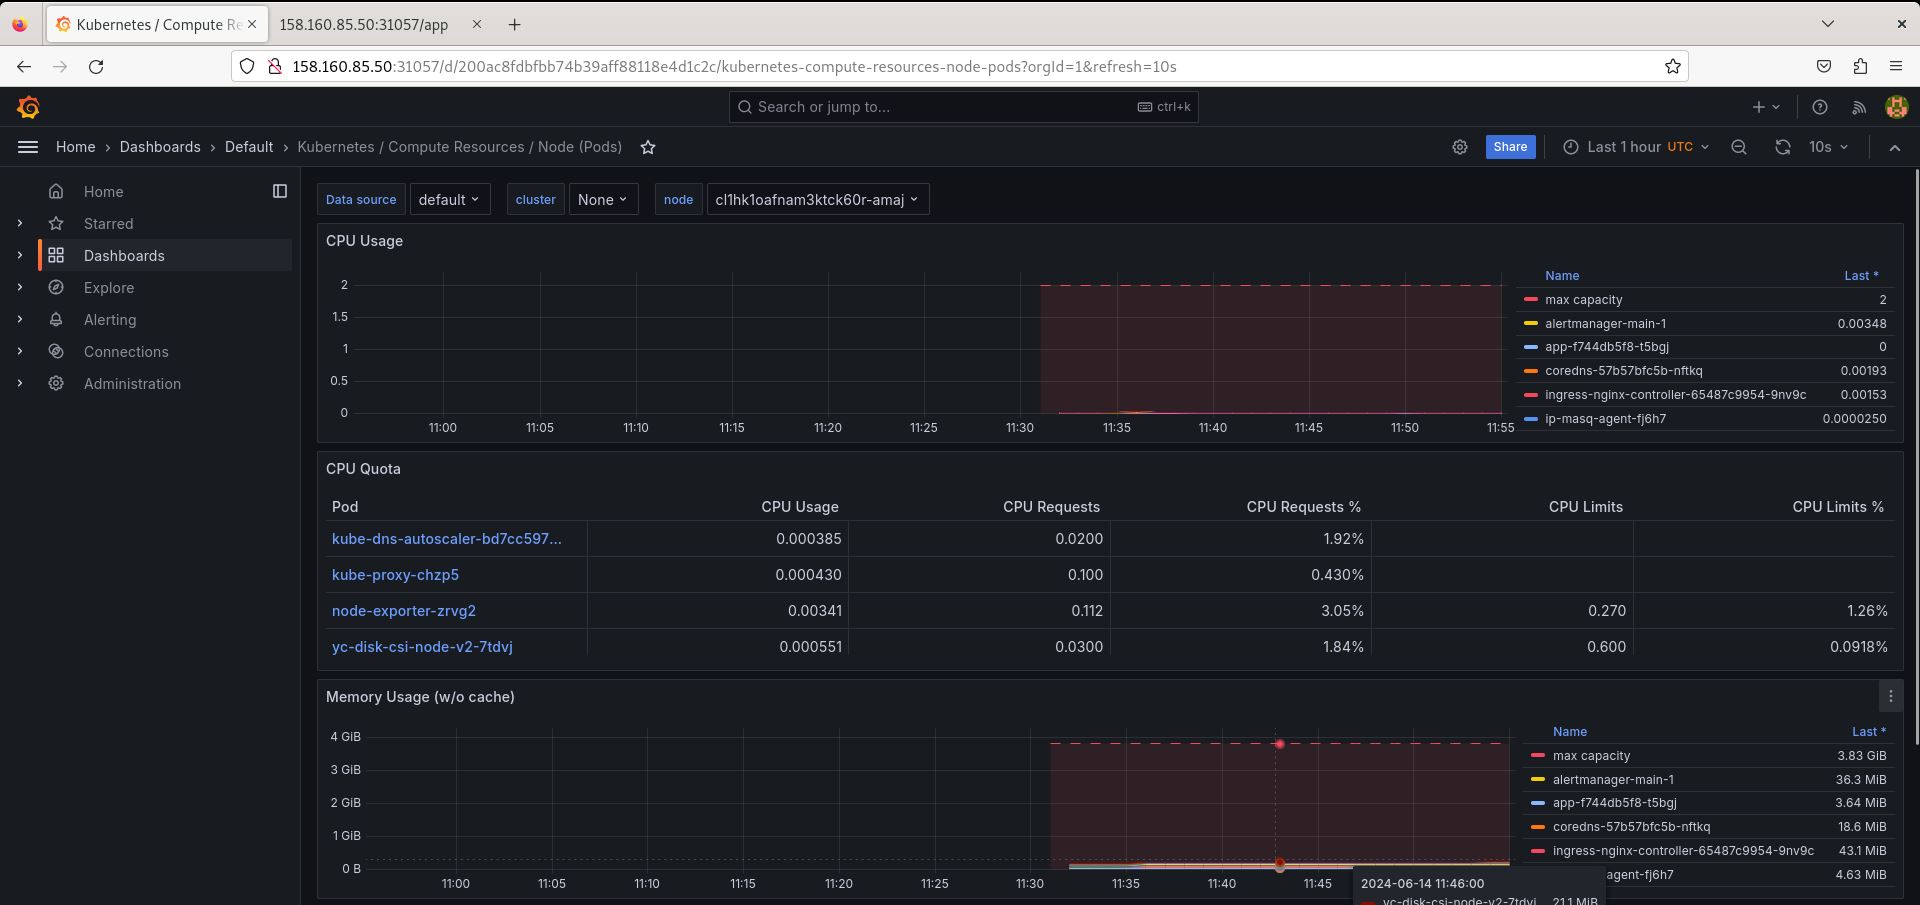 Kubernetes / Compute Re
158.160.85.50:31057/app
158.160.85.50:31057/d/200ac8fdbfbb74b39aff88118e4d1c2c/kubernetes-compute-resources-node-pods?orgId=1&refresh=10s
Search or jump to... ctrl+k
Home > Dashboards > Default > Kubernetes / Compute Resources / Node (Pods)
Share Last 1 hour UTC 10s
Home
Starred
Dashboards
Explore
Alerting
Connections
Administration
Data source default cluster None node cl1hk1oafnam3ktck60r-amaj
CPU Usage
2
1.5
1
0.5
0
11:00 11:05 11:10 11:15 11:20 11:25 11:30 11:35 11:40 11:45 11:50 11:55
Name Last *
max capacity 2
alertmanager-main-1 0.00348
app-f744db5f8-t5bgj 0
coredns-57b57bfc5b-nftkq 0.00193
ingress-nginx-controller-65487c9954-9nv9c 0.00153
ip-masq-agent-fj6h7 0.0000250
CPU Quota
Pod CPU Usage CPU Requests CPU Requests % CPU Limits CPU Limits %
kube-dns-autoscaler-bd7cc597... 0.000385 0.0200 1.92%
kube-proxy-chzp5 0.000430 0.100 0.430%
node-exporter-zrvg2 0.00341 0.112 3.05% 0.270 1.26%
yc-disk-csi-node-v2-7tdvj 0.000551 0.0300 1.84% 0.600 0.0918%
Memory Usage (w/o cache)
4 GiB
3 GiB
2 GiB
1 GiB
0 B
11:00 11:05 11:10 11:15 11:20 11:25 11:30 11:35 11:40 11:45
Name Last *
max capacity 3.83 GiB
alertmanager-main-1 36.3 MiB
app-f744db5f8-t5bgj 3.64 MiB
coredns-57b57bfc5b-nftkq 18.6 MiB
ingress-nginx-controller-65487c9954-9nv9c 43.1 MiB
agent-fj6h7 4.63 MiB
2024-06-14 11:46:00
yc-disk-csi-node-v2-7tdvj 21.1 MiB